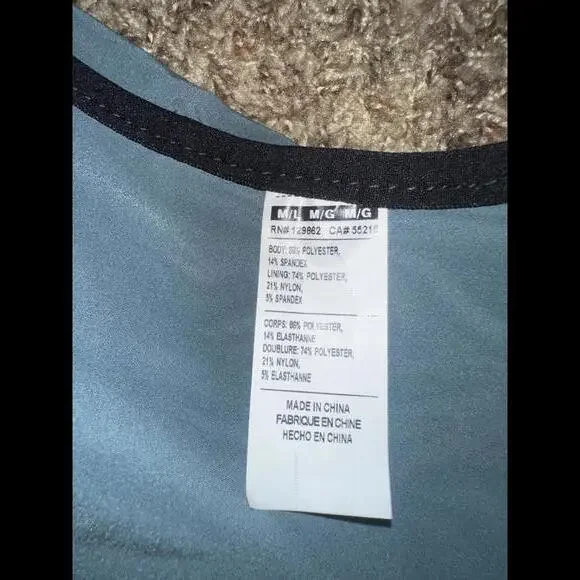 M/L M/G M/G
RN# 129862 CA# 55216
BODY: 86% POLYESTER,
14% SPANDEX
LINING: 74% POLYESTER,
21% NYLON,
5% SPANDEX
CORPS: 86% POLYESTER,
14% ELASTHANNE
DOUBLURE: 74% POLYESTER,
21% NYLON,
5% ELASTHANNE
MADE IN CHINA
FABRIQUE EN CHINE
HECHO EN CHINA